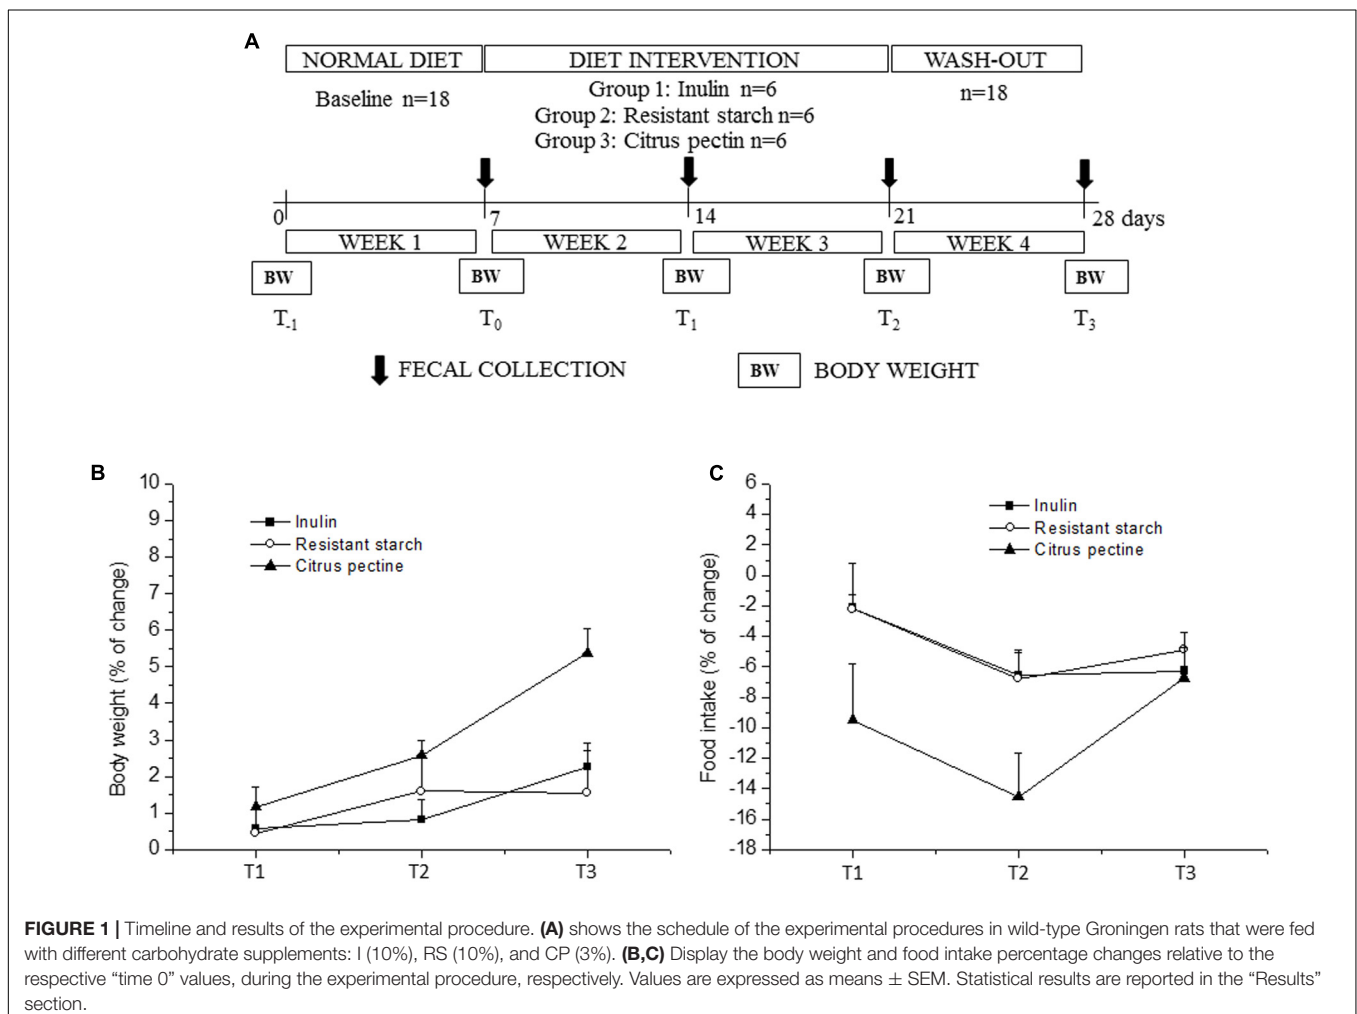 A
NORMAL DIET DIET INTERVENTION WASH-OUT
Baseline n=18
Group 1: Inulin n=6
Group 2: Resistant starch n=6
Group 3: Citrus pectin n=6
n=18
0 7 14 21 28 days
WEEK 1 WEEK 2 WEEK 3 WEEK 4
BW BW BW BW BW
T-1 T0 T1 T2 T3
FECAL COLLECTION BW BODY WEIGHT
B
Body weight (% of change)
10
9
8
7
6
5
4
3
2
1
0
Inulin
Resistant starch
Citrus pectine
T1 T2 T3
C
Food intake (% of change)
6
4
2
0
-2
-4
-6
-8
-10
-12
-14
-16
-18
Inulin
Resistant starch
Citrus pectine
T1 T2 T3
FIGURE 1 | Timeline and results of the experimental procedure. (A) shows the schedule of the experimental procedures in wild-type Groningen rats that were fed
with different carbohydrate supplements: I (10%), RS (10%), and CP (3%). (B,C) Display the body weight and food intake percentage changes relative to the
respective “time 0” values, during the experimental procedure, respectively. Values are expressed as means ± SEM. Statistical results are reported in the “Results”
section.